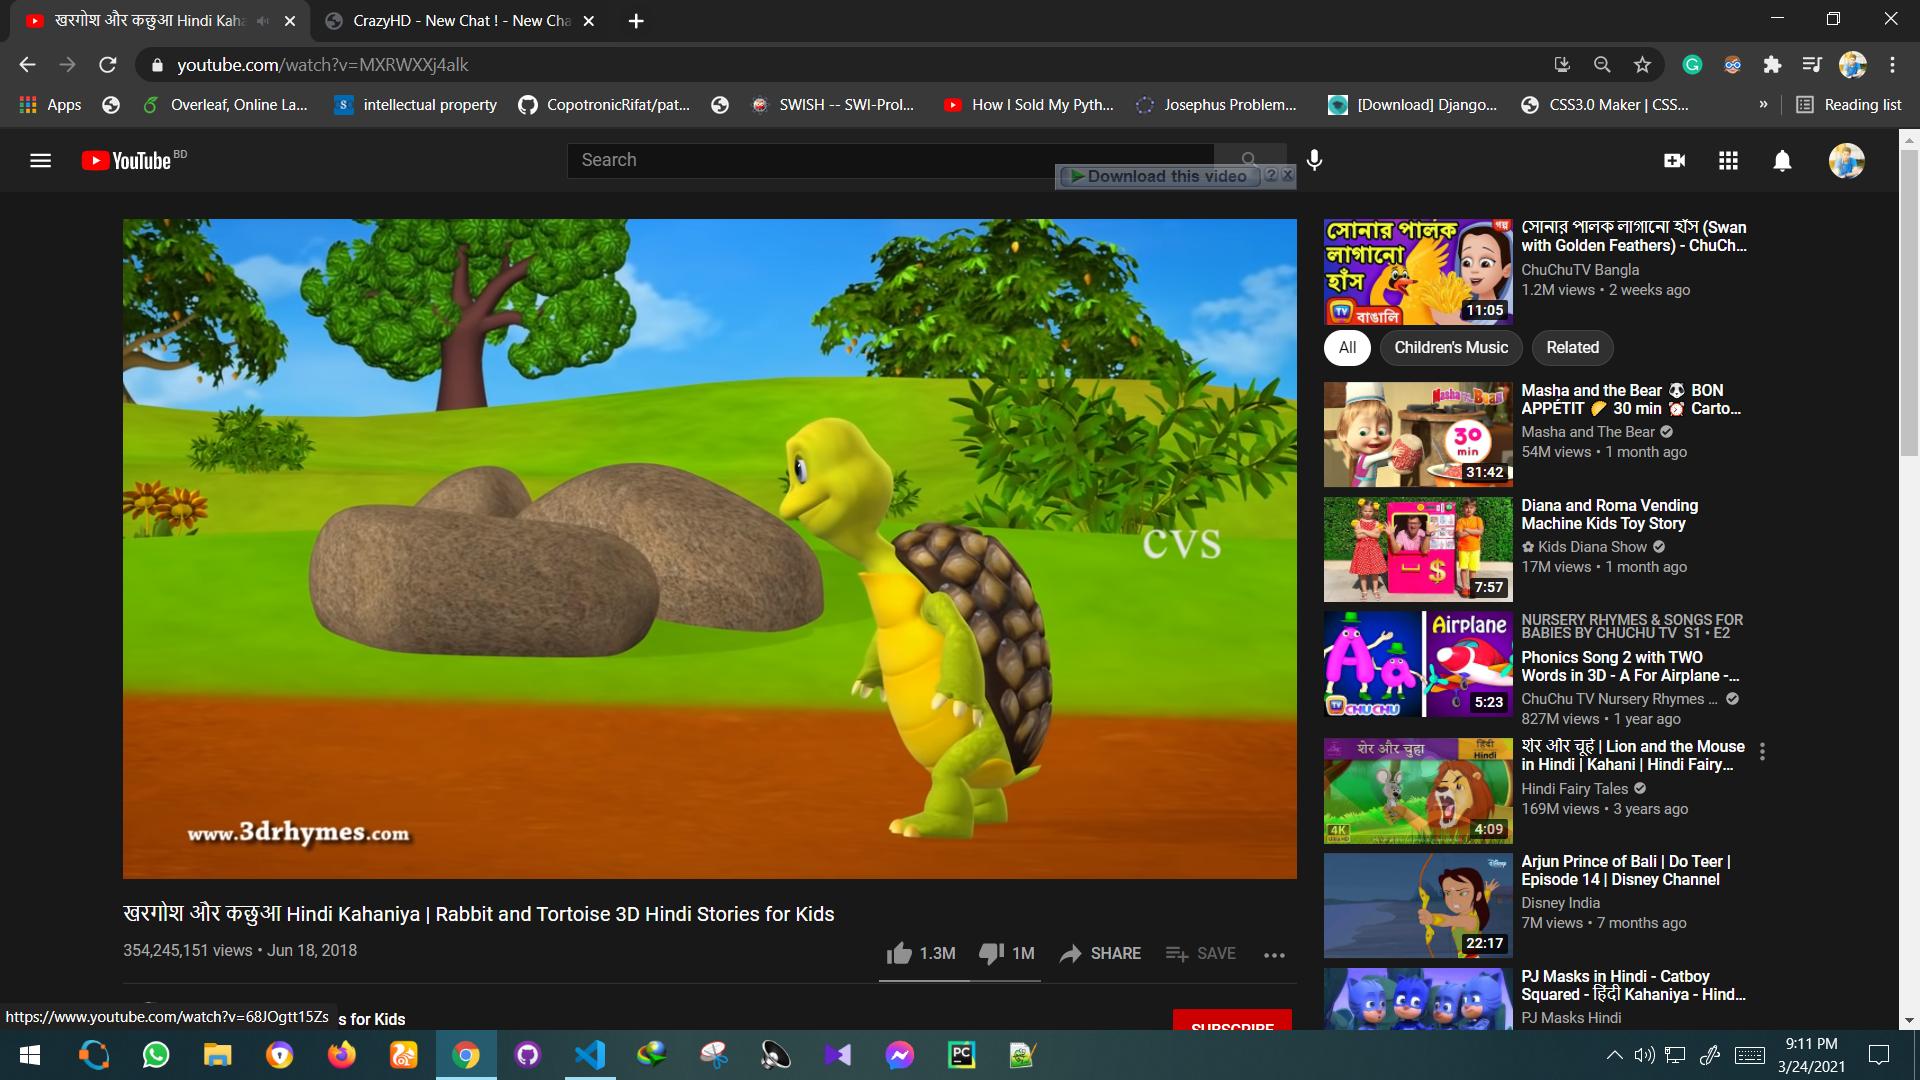 खरगोश और कछुआ Hindi Kaha
CrazyHD - New Chat ! - New Cha
youtube.com/watch?v=MXRWXXj4alk
Apps
Overleaf, Online La...
intellectual property
CopotronicRifat/pat...
SWISH -- SWI-Prol...
How I Sold My Pyth...
Josephus Problem...
[Download] Django...
CSS3.0 Maker | CSS...
»
Reading list
YouTube BD
Search
Download this video
CVS
www.3drhymes.com
खरगोश और कछुआ Hindi Kahaniya | Rabbit and Tortoise 3D Hindi Stories for Kids
354,245,151 views • Jun 18, 2018
1.3M
1M
SHARE
SAVE
s for Kids
SUBSCRIBE
https://www.youtube.com/watch?v=68JOgtt15Zs
সোনার পালক
লাগানো
হাঁস
গল্প
TV বাঙালি
11:05
সোনার পালক লাগানো হাঁস (Swan
with Golden Feathers) - ChuCh...
ChuChuTV Bangla
1.2M views • 2 weeks ago
All
Children's Music
Related
Masha and the Bear
30
min
31:42
Masha and the Bear 🐼 BON
APPÉTIT 🌮 30 min ⏰ Carto...
Masha and The Bear
54M views • 1 month ago
$
7:57
Diana and Roma Vending
Machine Kids Toy Story
✿ Kids Diana Show
17M views • 1 month ago
Airplane
A a
TV CHUCHU
5:23
NURSERY RHYMES & SONGS FOR
BABIES BY CHUCHU TV S1 • E2
Phonics Song 2 with TWO
Words in 3D - A For Airplane -...
ChuChu TV Nursery Rhymes ...
827M views • 1 year ago
शेर और चुहा
हिंदी
Hindi
4K
4:09
शेर और चूहे | Lion and the Mouse
in Hindi | Kahani | Hindi Fairy...
Hindi Fairy Tales
169M views • 3 years ago
Disney
22:17
Arjun Prince of Bali | Do Teer |
Episode 14 | Disney Channel
Disney India
7M views • 7 months ago
PJ Masks in Hindi - Catboy
Squared - हिंदी Kahaniya - Hind...
PJ Masks Hindi
PC
9:11 PM
3/24/2021